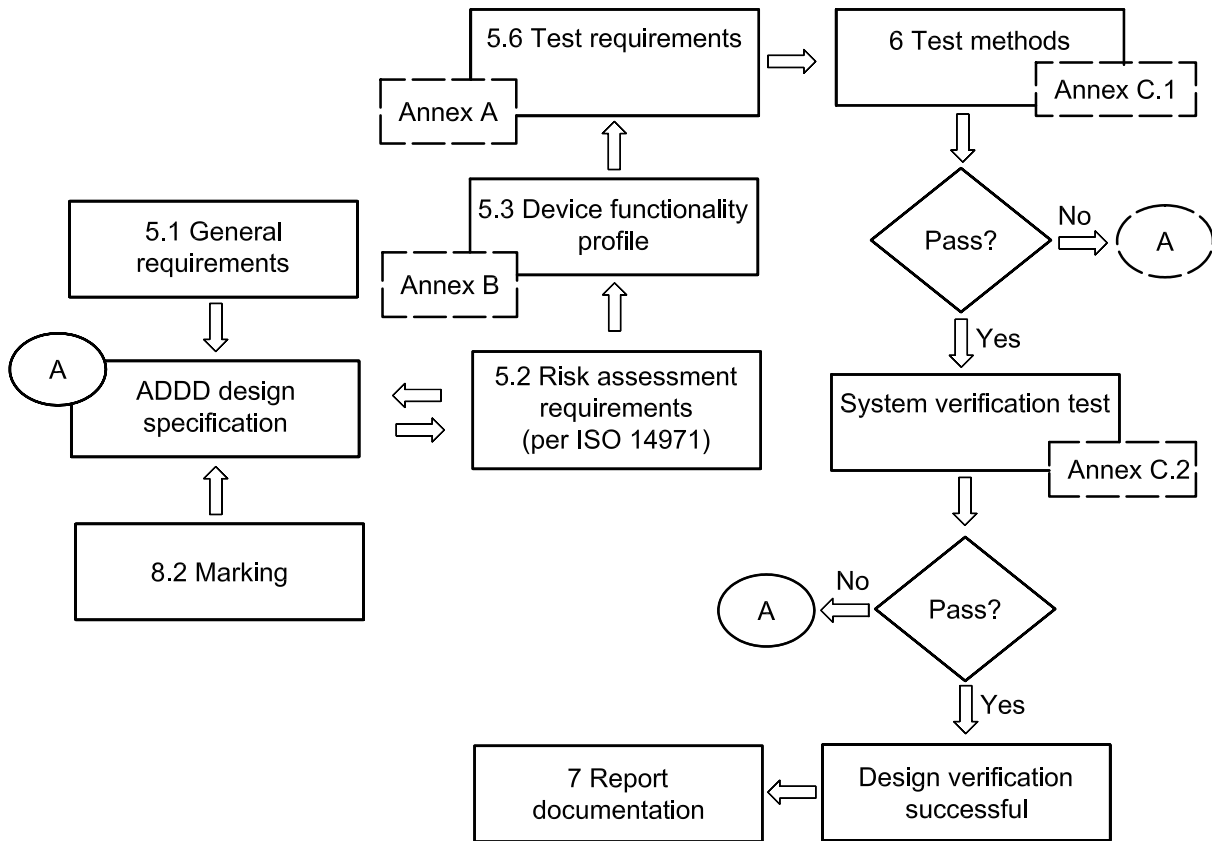 5.6 Test requirements
Annex A
6 Test methods
Annex C.1
5.3 Device functionality
profile
Annex B
5.1 General
requirements
Pass?
No
A
Yes
A
ADDD design
specification
5.2 Risk assessment
requirements
(per ISO 14971)
System verification test
Annex C.2
8.2 Marking
Pass?
No
A
Yes
7 Report
documentation
Design verification
successful